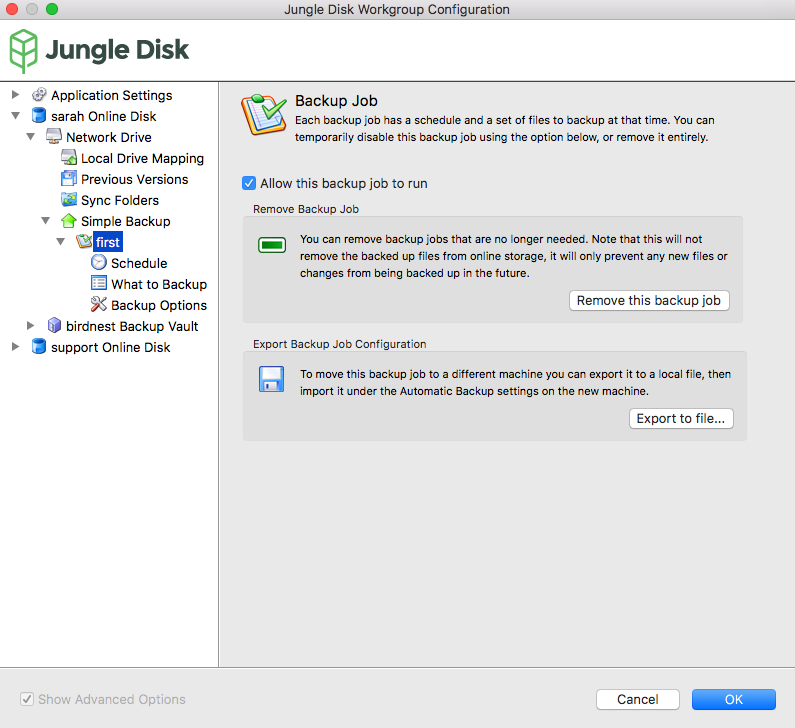 Jungle Disk Workgroup Configuration
Jungle Disk
Application Settings
sarah Online Disk
Network Drive
Local Drive Mapping
Previous Versions
Sync Folders
Simple Backup
first
Schedule
What to Backup
Backup Options
birdnest Backup Vault
support Online Disk
Backup Job
Each backup job has a schedule and a set of files to backup at that time. You can
temporarily disable this backup job using the option below, or remove it entirely.
Allow this backup job to run
Remove Backup Job
You can remove backup jobs that are no longer needed. Note that this will not
remove the backed up files from online storage, it will only prevent any new files or
changes from being backed up in the future.
Remove this backup job
Export Backup Job Configuration
To move this backup job to a different machine you can export it to a local file, then
import it under the Automatic Backup settings on the new machine.
Export to file...
Show Advanced Options
Cancel
OK